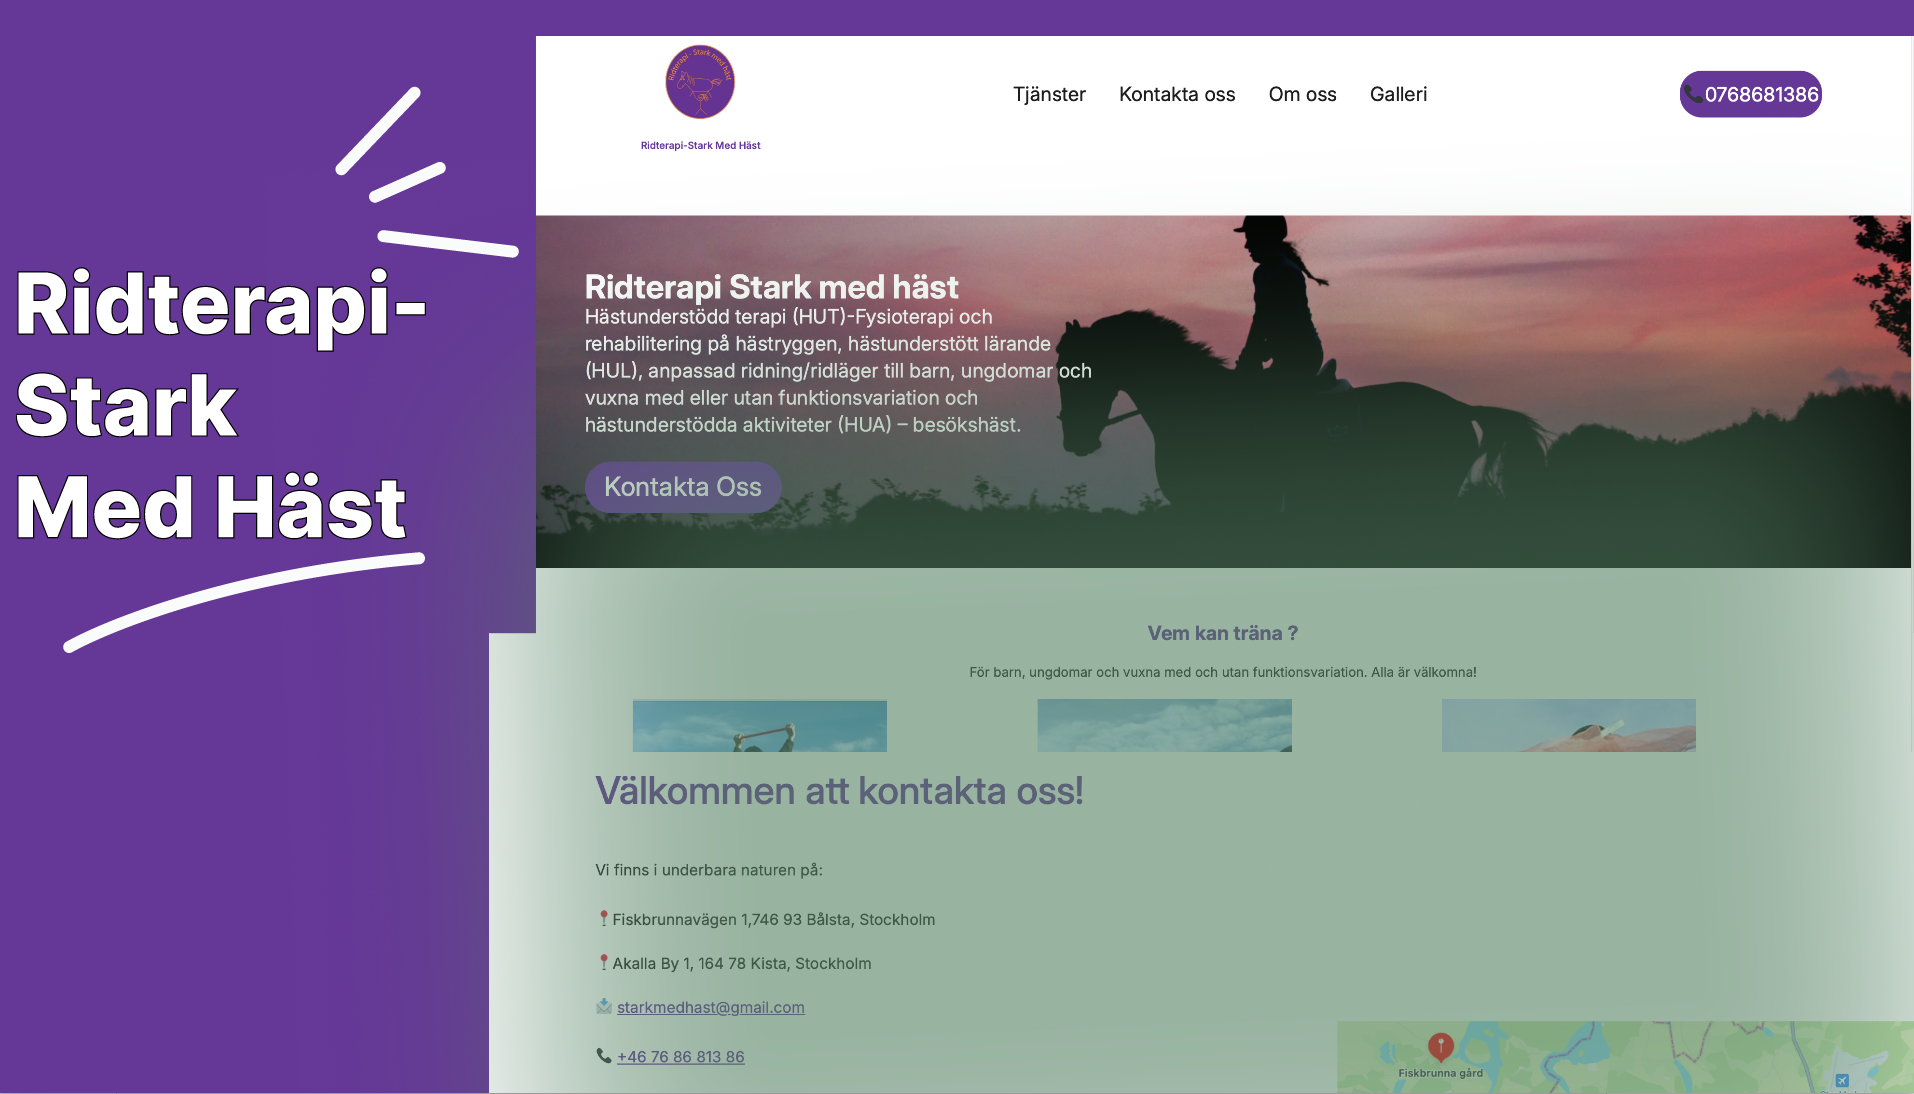 Ridterapi-
Stark
Med Häst
Ridterapi - Stark med häst
Ridterapi-Stark Med Häst
Tjänster
Kontakta oss
Om oss
Galleri
0768681386
Ridterapi Stark med häst
Hästunderstödd terapi (HUT)-Fysioterapi och
rehabilitering på hästryggen, hästunderstött lärande
(HUL), anpassad ridning/ridläger till barn, ungdomar och
vuxna med eller utan funktionsvariation och
hästunderstödda aktiviteter (HUA) – besökshäst.
Kontakta Oss
Vem kan träna ?
För barn, ungdomar och vuxna med och utan funktionsvariation. Alla är välkomna!
Välkommen att kontakta oss!
Vi finns i underbara naturen på:
Fiskbrunnavägen 1,746 93 Bålsta, Stockholm
Akalla By 1, 164 78 Kista, Stockholm
starkmedhast@gmail.com
+46 76 86 813 86
Fiskbrunna gård